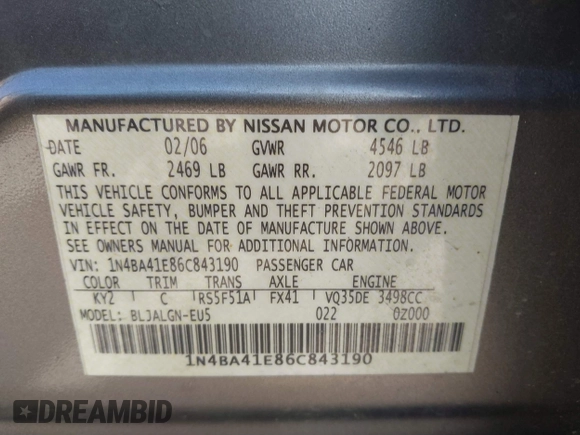 MANUFACTURED BY NISSAN MOTOR CO., LTD.
DATE 02/06 GVWR 4546 LB
GAWR FR. 2469 LB GAWR RR. 2097 LB
THIS VEHICLE CONFORMS TO ALL APPLICABLE FEDERAL MOTOR
VEHICLE SAFETY, BUMPER AND THEFT PREVENTION STANDARDS
IN EFFECT ON THE DATE OF MANUFACTURE SHOWN ABOVE.
SEE OWNERS MANUAL FOR ADDITIONAL INFORMATION.
VIN: 1N4BA41E86C843190 PASSENGER CAR
COLOR TRIM TRANS AXLE ENGINE
KY2 C RS5F51A FX41 VQ35DE 3498CC
MODEL: BLJALGN-EU5 022 0Z000
1N4BA41E86C843190
DREAMBID